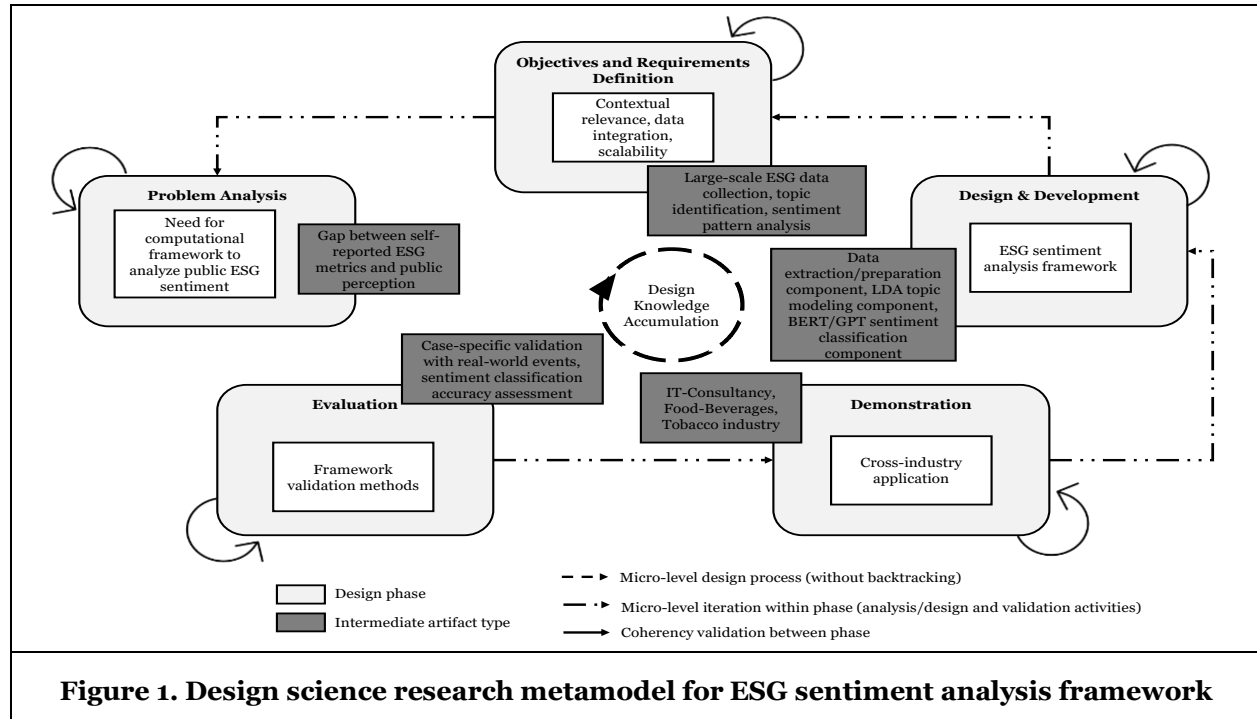 Objectives and Requirements
Definition
Contextual
relevance, data
integration,
scalability
Large-scale ESG data
collection, topic
identification, sentiment
pattern analysis
Problem Analysis
Need for
computational
framework to
analyze public ESG
sentiment
Gap between self-
reported ESG
metrics and public
perception
Design & Development
ESG sentiment
analysis framework
Data
extraction/preparation
component, LDA topic
modeling component,
BERT/GPT sentiment
classification
component
Design
Knowledge
Accumulation
Evaluation
Case-specific validation
with real-world events,
sentiment classification
accuracy assessment
Framework
validation methods
IT-Consultancy,
Food-Beverages,
Tobacco industry
Demonstration
Cross-industry
application
Design phase
Intermediate artifact type
Micro-level design process (without backtracking)
Micro-level iteration within phase (analysis/design and validation activities)
Coherency validation between phase
Figure 1. Design science research metamodel for ESG sentiment analysis framework